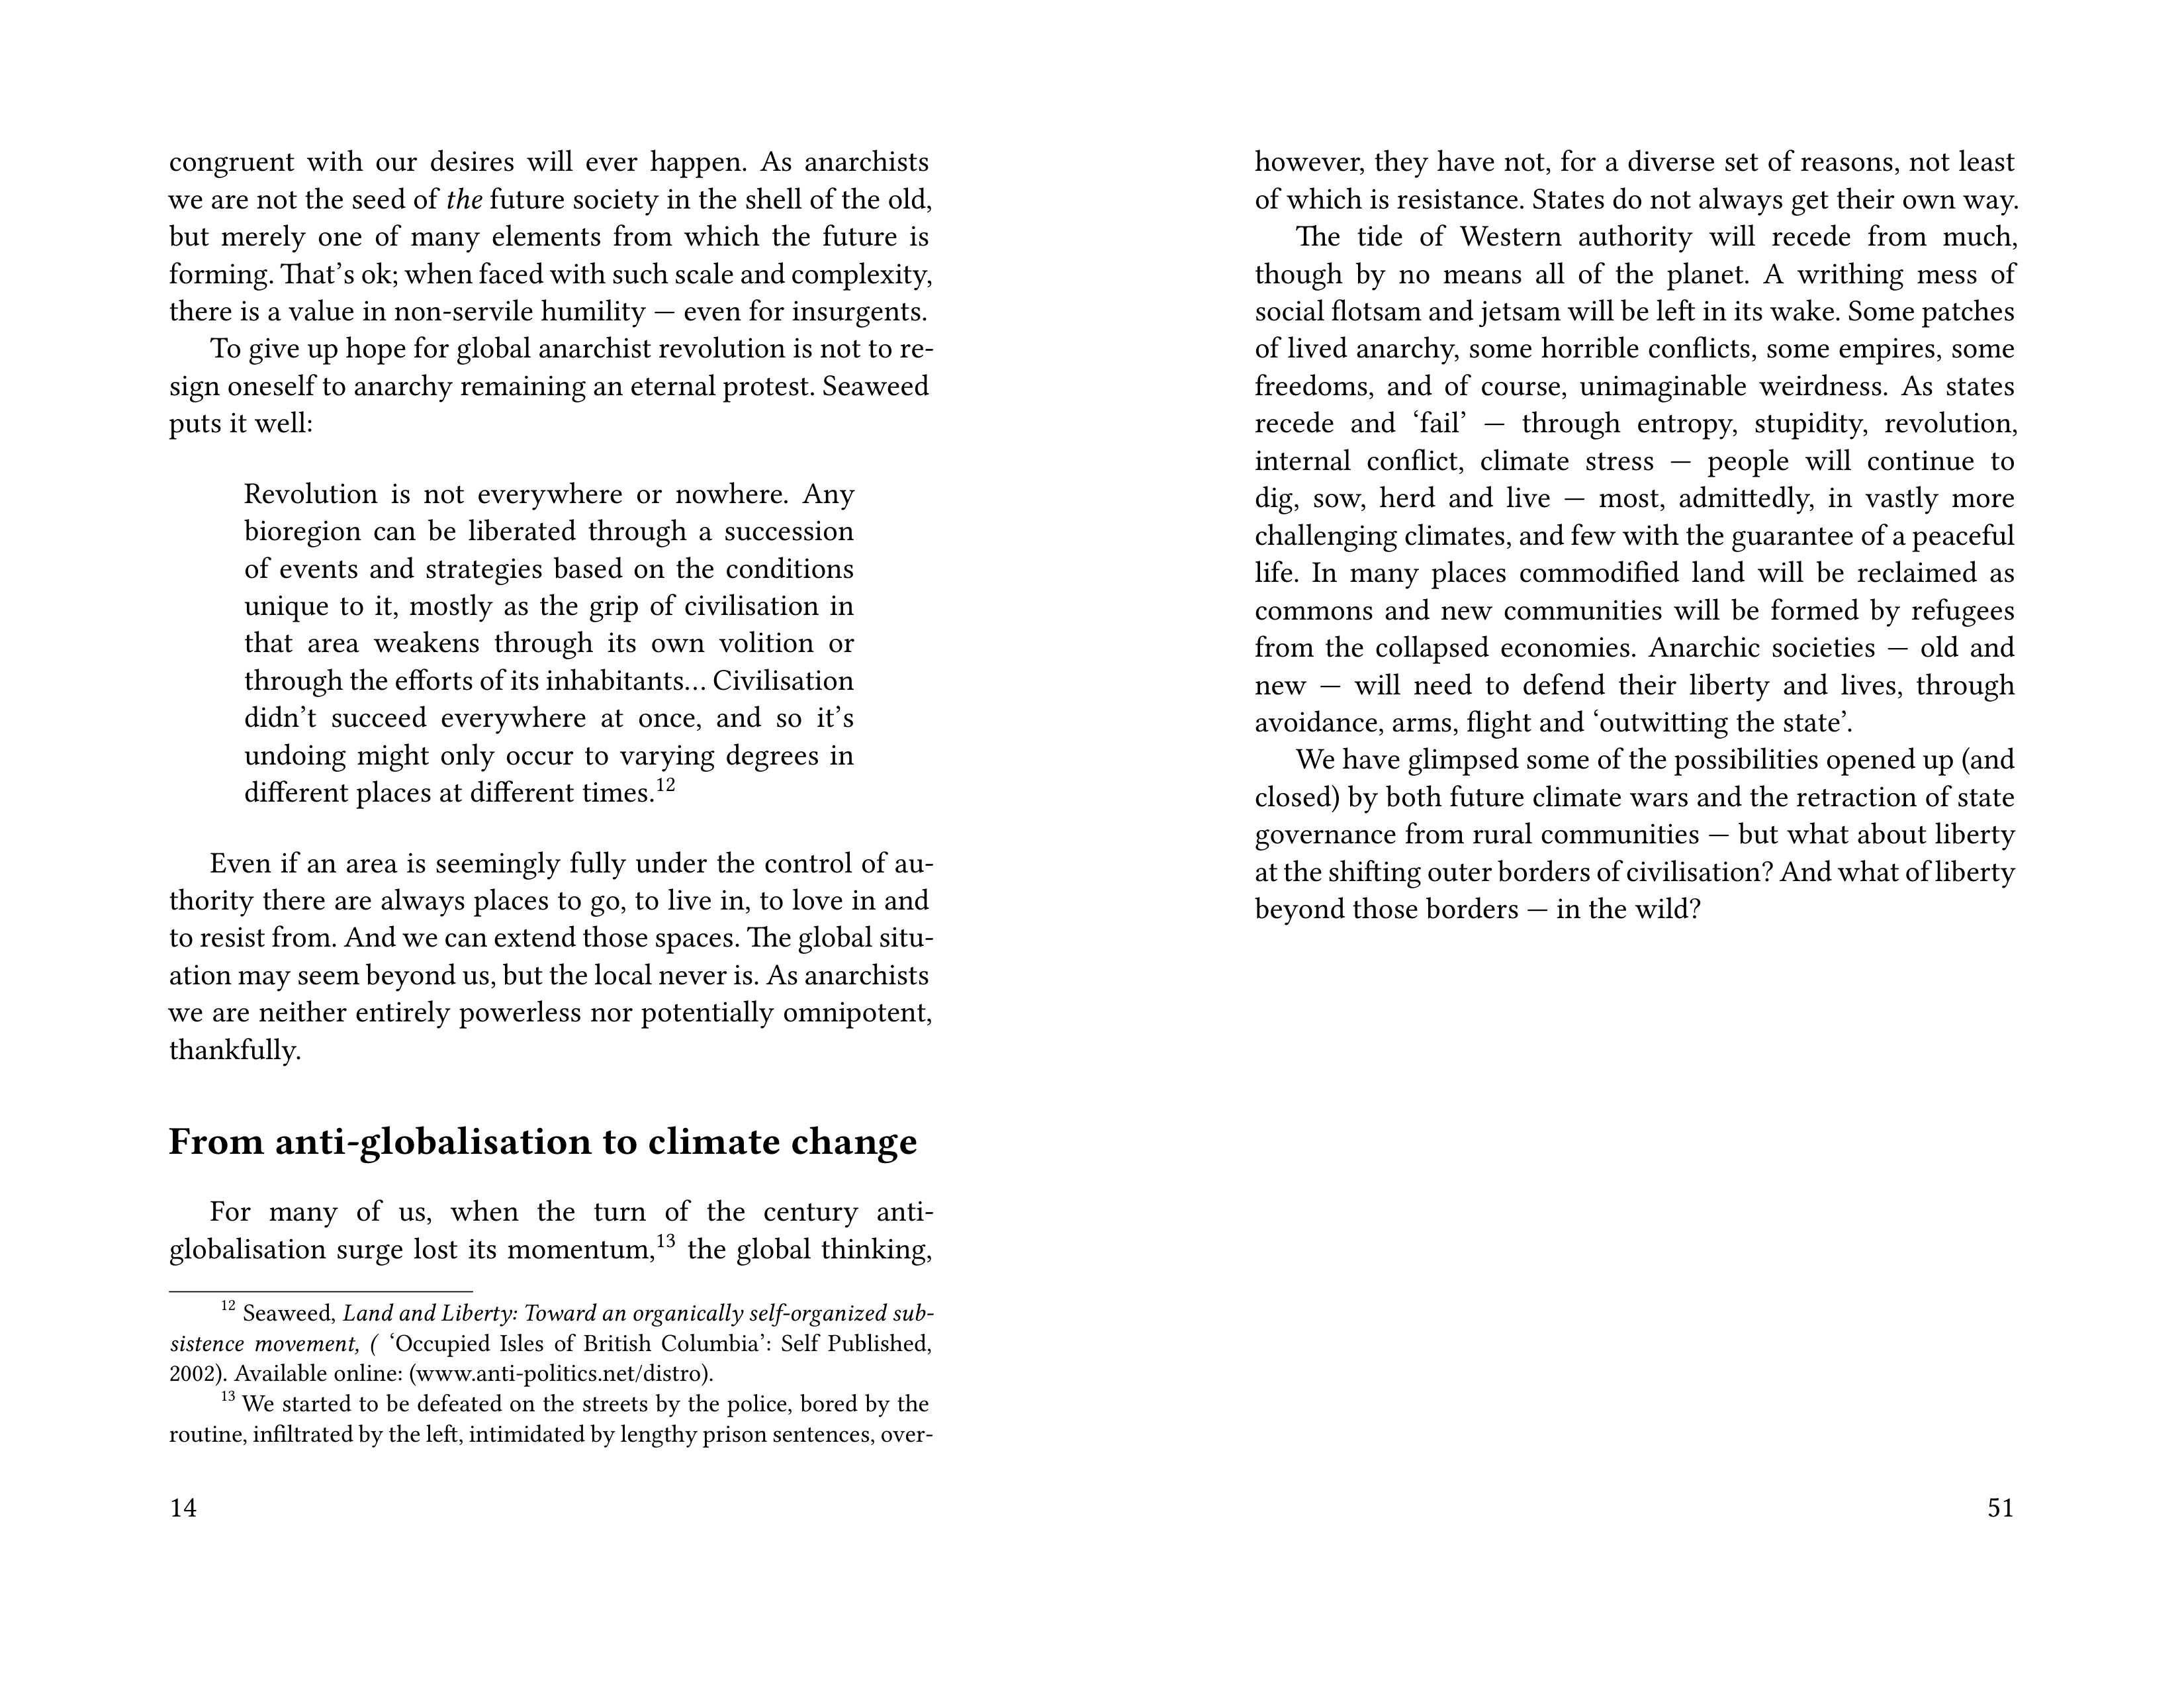 congruent with our desires will ever happen. As anarchists
we are not the seed of the future society in the shell of the old,
but merely one of many elements from which the future is
forming. That’s ok; when faced with such scale and complexity,
there is a value in non-servile humility — even for insurgents.
To give up hope for global anarchist revolution is not to re-
sign oneself to anarchy remaining an eternal protest. Seaweed
puts it well:
Revolution is not everywhere or nowhere. Any
bioregion can be liberated through a succession
of events and strategies based on the conditions
unique to it, mostly as the grip of civilisation in
that area weakens through its own volition or
through the efforts of its inhabitants… Civilisation
didn’t succeed everywhere at once, and so it’s
undoing might only occur to varying degrees in
different places at different times.12
Even if an area is seemingly fully under the control of au-
thority there are always places to go, to live in, to love in and
to resist from. And we can extend those spaces. The global situ-
ation may seem beyond us, but the local never is. As anarchists
we are neither entirely powerless nor potentially omnipotent,
thankfully.
From anti-globalisation to climate change
For many of us, when the turn of the century anti-
globalisation surge lost its momentum,13 the global thinking,
12 Seaweed, Land and Liberty: Toward an organically self-organized sub-
sistence movement, ( ‘Occupied Isles of British Columbia’: Self Published,
2002). Available online: (www.anti-politics.net/distro).
13 We started to be defeated on the streets by the police, bored by the
routine, infiltrated by the left, intimidated by lengthy prison sentences, over-
14
however, they have not, for a diverse set of reasons, not least
of which is resistance. States do not always get their own way.
The tide of Western authority will recede from much,
though by no means all of the planet. A writhing mess of
social flotsam and jetsam will be left in its wake. Some patches
of lived anarchy, some horrible conflicts, some empires, some
freedoms, and of course, unimaginable weirdness. As states
recede and ‘fail’ — through entropy, stupidity, revolution,
internal conflict, climate stress — people will continue to
dig, sow, herd and live — most, admittedly, in vastly more
challenging climates, and few with the guarantee of a peaceful
life. In many places commodified land will be reclaimed as
commons and new communities will be formed by refugees
from the collapsed economies. Anarchic societies — old and
new — will need to defend their liberty and lives, through
avoidance, arms, flight and ‘outwitting the state’.
We have glimpsed some of the possibilities opened up (and
closed) by both future climate wars and the retraction of state
governance from rural communities — but what about liberty
at the shifting outer borders of civilisation? And what of liberty
beyond those borders — in the wild?
51